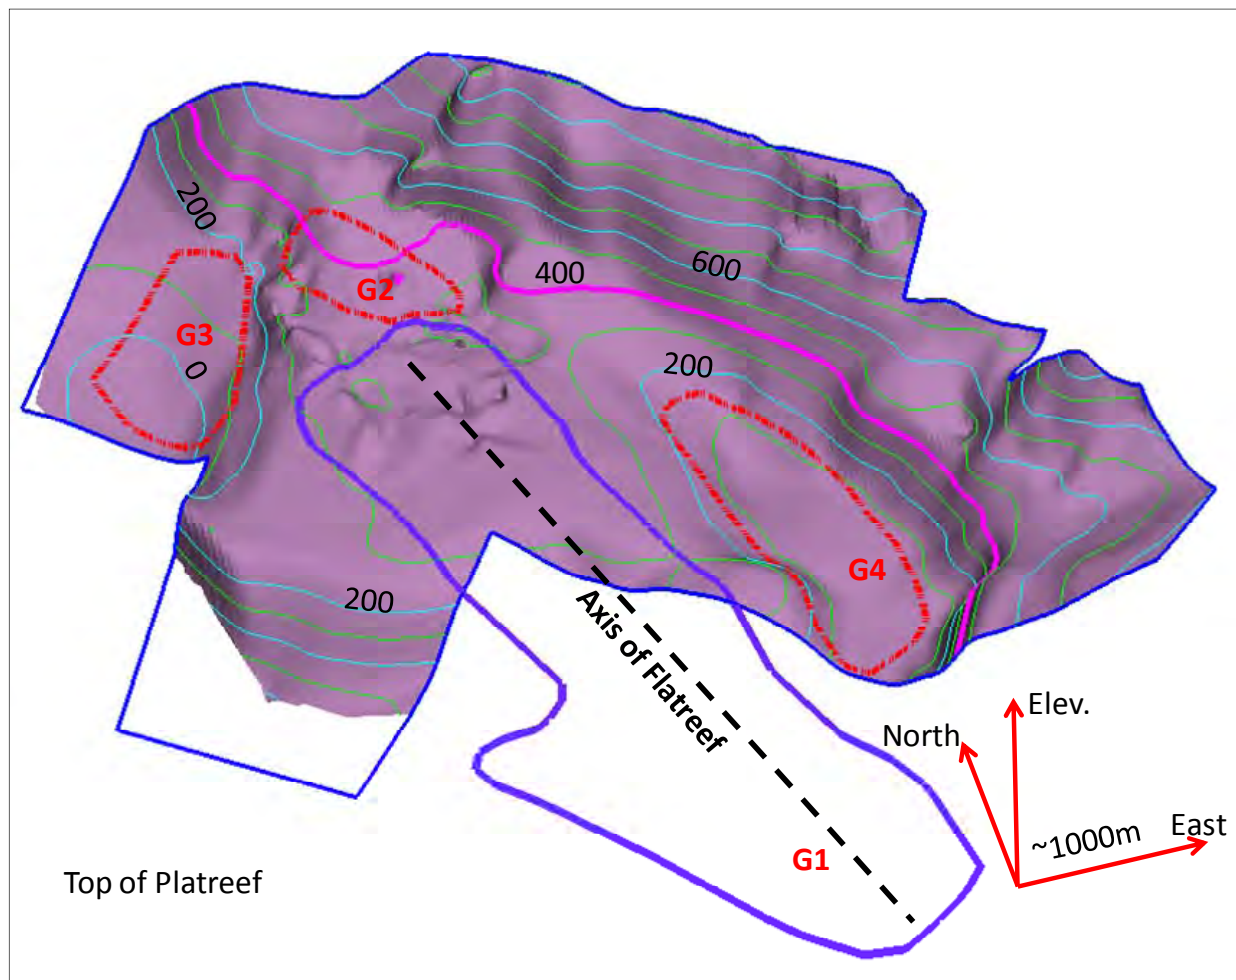 200
400
600
G2
G3
0
200
G4
200
Axis of Flatreef
Elev.
North
East
~1000m
G1
Top of Platreef